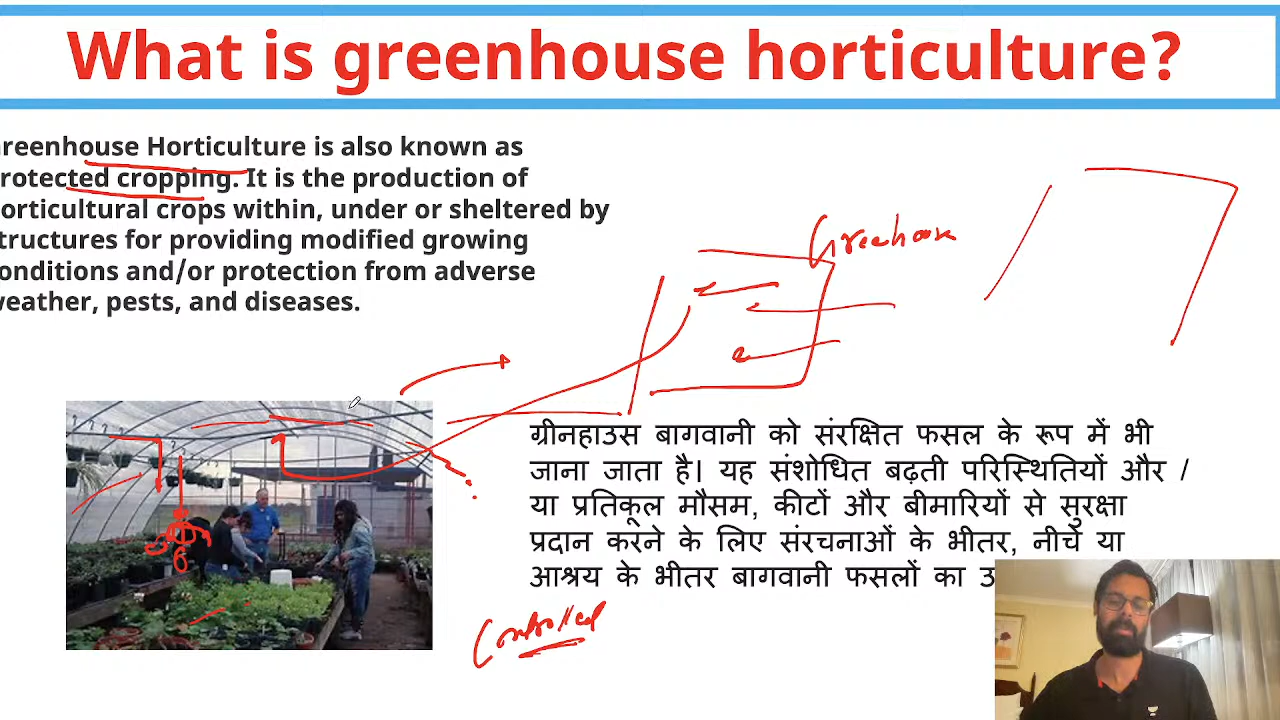 What is greenhouse horticulture?
reenhouse Horticulture is also known as
rotected cropping. It is the production of
orticultural crops within, under or sheltered by
tructures for providing modified growing
onditions and/or protection from adverse
weather, pests, and diseases.
Greehouse
ग्रीनहाउस बागवानी को संरक्षित फसल के रूप में भी
जाना जाता है। यह संशोधित बढ़ती परिस्थितियों और /
या प्रतिकूल मौसम, कीटों और बीमारियों से सुरक्षा
प्रदान करने के लिए संरचनाओं के भीतर, नीचे या
आश्रय के भीतर बागवानी फसलों का उ
Controlled